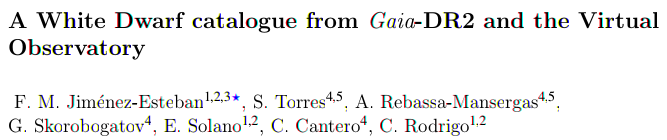 A White Dwarf catalogue from Gaia-DR2 and the Virtual
Observatory
F. M. Jiménez-Esteban1,2,3★, S. Torres4,5, A. Rebassa-Mansergas4,5,
G. Skorobogatov4, E. Solano1,2, C. Cantero4, C. Rodrigo1,2